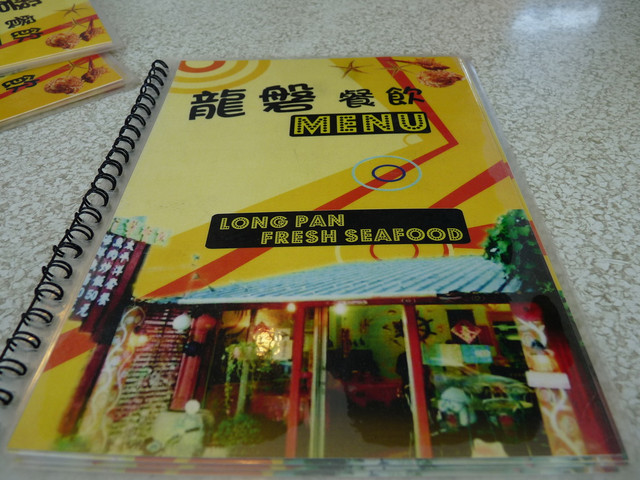 龍磐餐飲
MENU
LONG PAN
FRESH SEAFOOD